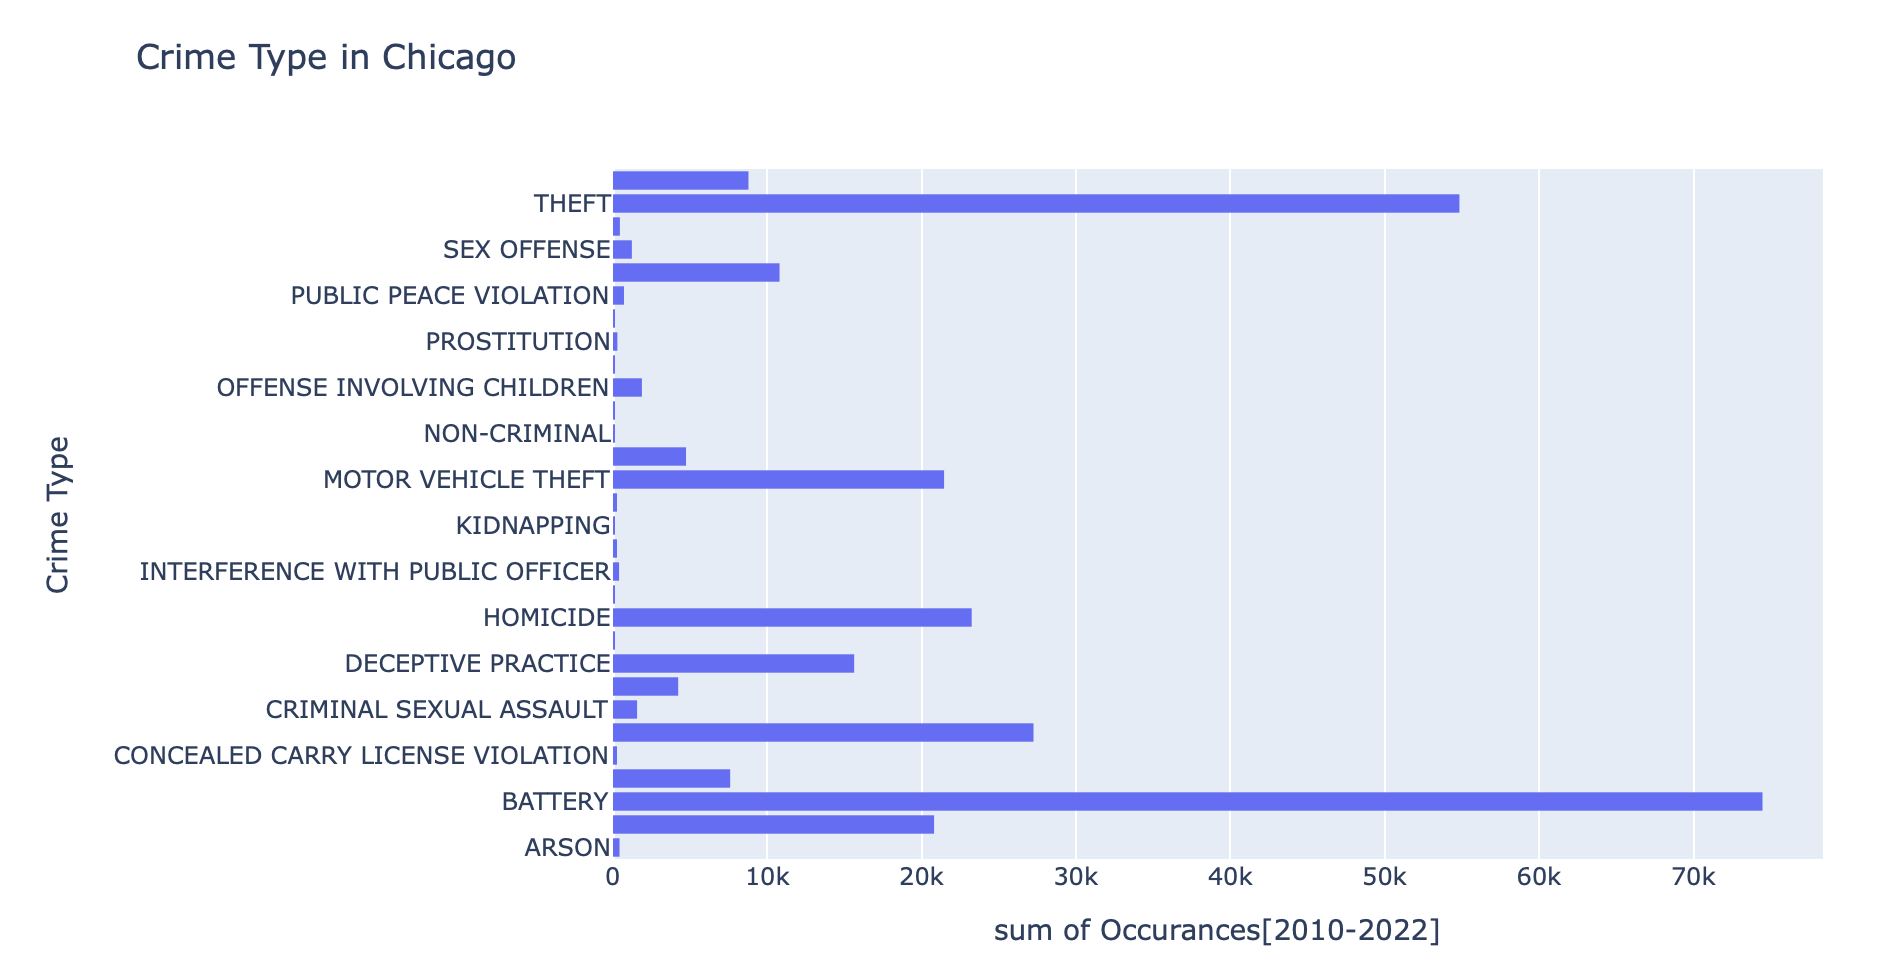 Crime Type in Chicago
THEFT
SEX OFFENSE
PUBLIC PEACE VIOLATION
PROSTITUTION
OFFENSE INVOLVING CHILDREN
NON-CRIMINAL
MOTOR VEHICLE THEFT
KIDNAPPING
INTERFERENCE WITH PUBLIC OFFICER
HOMICIDE
DECEPTIVE PRACTICE
CRIMINAL SEXUAL ASSAULT
CONCEALED CARRY LICENSE VIOLATION
BATTERY
ARSON
Crime Type
0 10k 20k 30k 40k 50k 60k 70k
sum of Occurances[2010-2022]